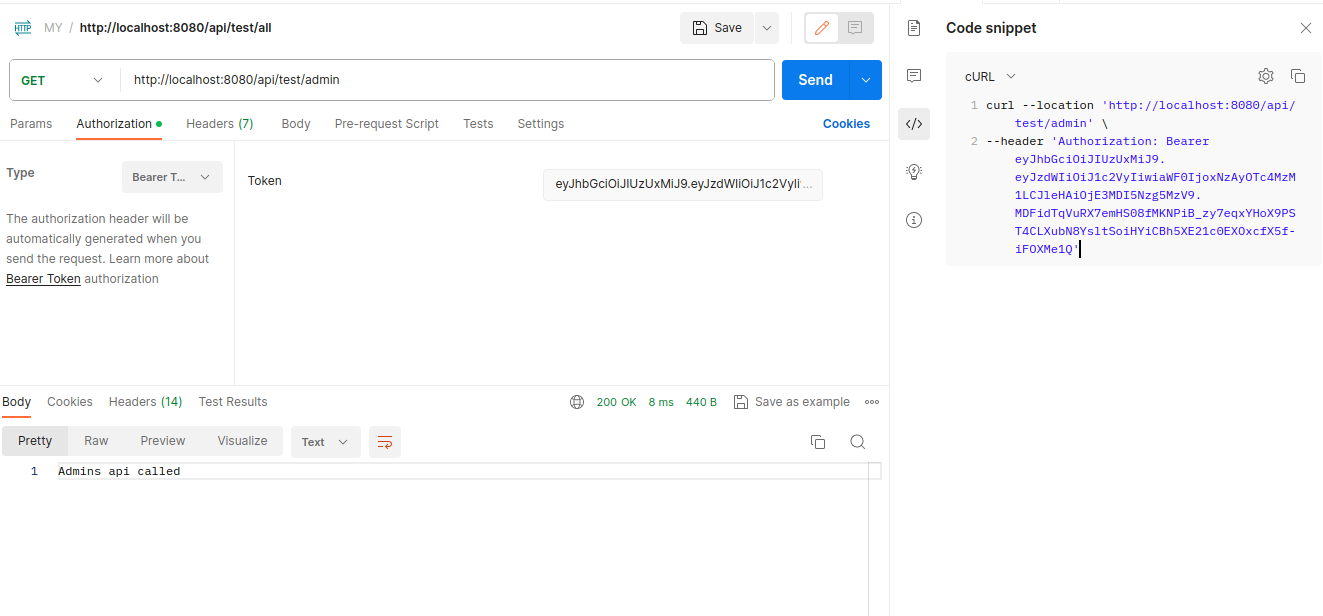 HTTP MY / http://localhost:8080/api/test/all
Save
GET http://localhost:8080/api/test/admin
Send
Params Authorization Headers (7) Body Pre-request Script Tests Settings Cookies
Type Bearer T...
The authorization header will be
automatically generated when you
send the request. Learn more about
Bearer Token authorization
Token eyJhbGciOiJIUzUxMiJ9.eyJzdWIiOiJ1c2VyIi...
Body Cookies Headers (14) Test Results
200 OK 8 ms 440 B Save as example
Pretty Raw Preview Visualize Text
1 Admins api called
Code snippet
cURL
1 curl --location 'http://localhost:8080/api/
test/admin' \
2 --header 'Authorization: Bearer
eyJhbGciOiJIUzUxMiJ9.
eyJzdWIiOiJ1c2VyIiwiaWF0IjoxNzAyOTc4MzM
1LCJleHAiOjE3MDI5Nzg5MzV9.
MDFidTqVuRX7emHS08fMKNPiB_zy7eqxYHoX9PS
T4CLXubN8YsltSoiHYiCBh5XE21c0EXOxcfX5f-
iFOXMe1Q'